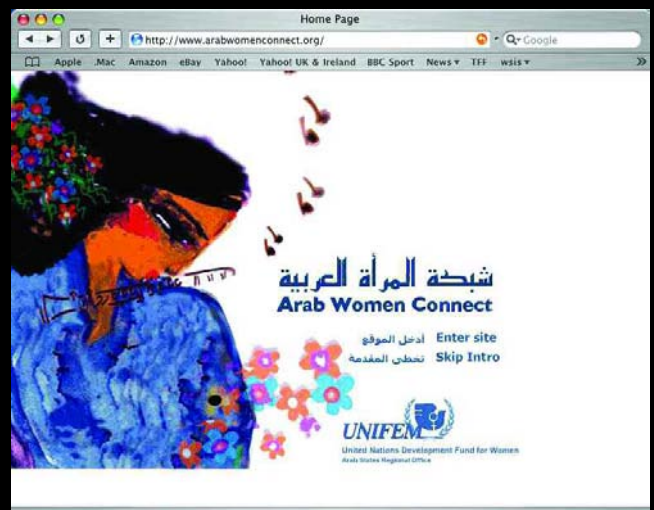 Home Page
http://www.arabwomenconnect.org/
Google
Apple .Mac Amazon eBay Yahoo! Yahoo! UK & Ireland BBC Sport News TFF wsis
شبكة المرأة العربية
Arab Women Connect
أدخل الموقع Enter site
تخطي المقدمة Skip Intro
UNIFEM
United Nations Development Fund for Women
Arab States Regional Office